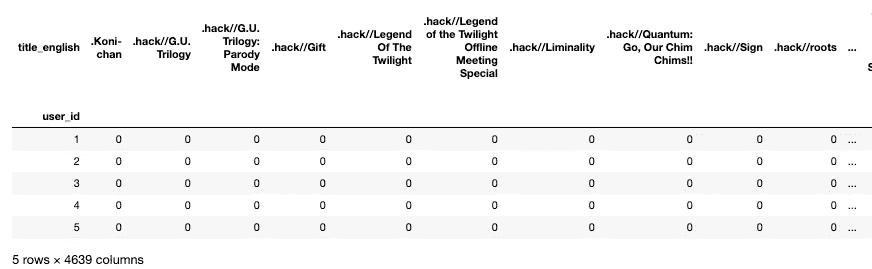 title_english
.Koni-
chan
.hack//G.U.
Trilogy
.hack//G.U.
Trilogy:
Parody
Mode
.hack//Gift
.hack//Legend
Of The
Twilight
.hack//Legend
of the Twilight
Offline
Meeting
Special
.hack//Liminality
.hack//Quantum:
Go, Our Chim
Chims!!
.hack//Sign
.hack//roots
...
user_id
1 0 0 0 0 0 0 0 0 0 0 ...
2 0 0 0 0 0 0 0 0 0 0 ...
3 0 0 0 0 0 0 0 0 0 0 ...
4 0 0 0 0 0 0 0 0 0 0 ...
5 0 0 0 0 0 0 0 0 0 0 ...
5 rows × 4639 columns